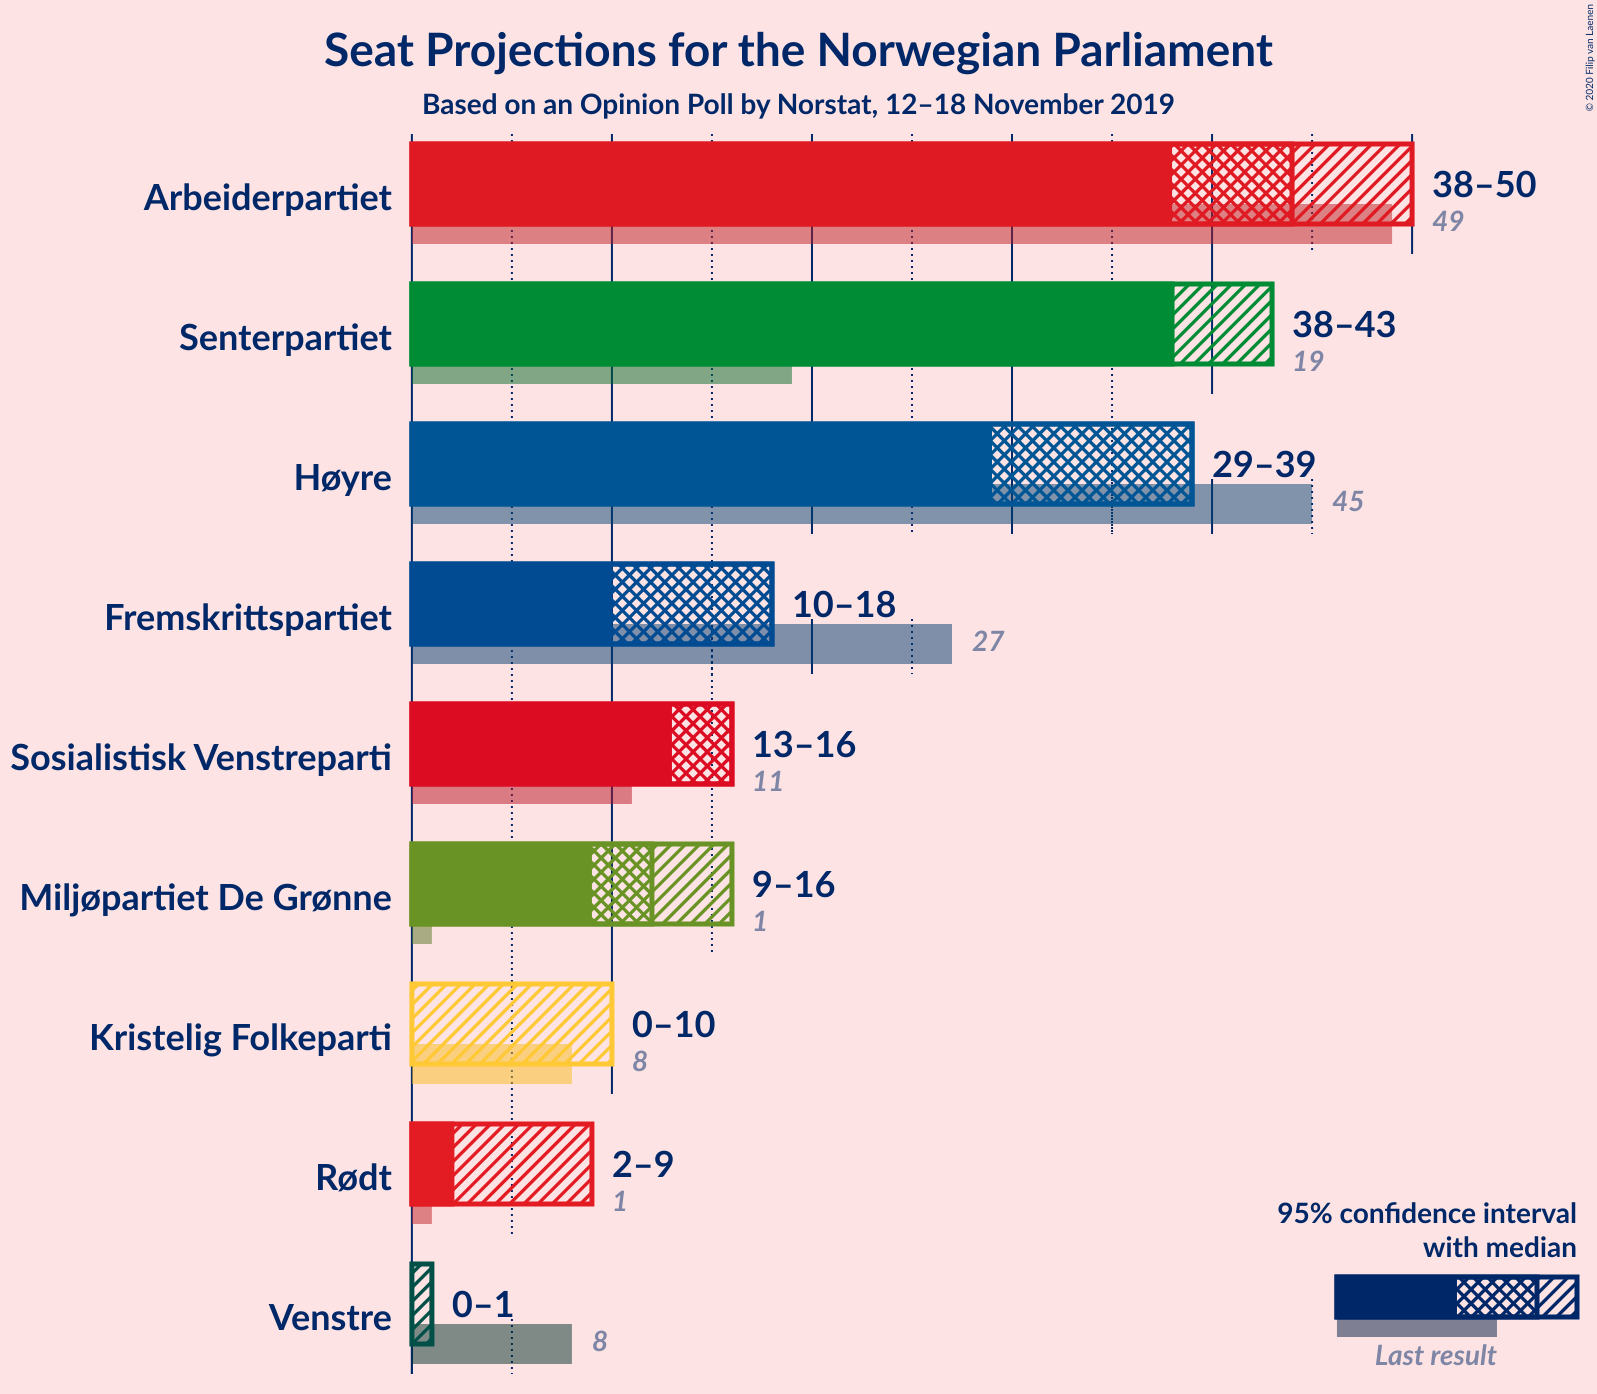 Seat Projections for the Norwegian Parliament
Based on an Opinion Poll by Norstat, 12–18 November 2019
© 2020 Filip van Laenen
Arbeiderpartiet
38–50
49
Senterpartiet
38–43
19
Høyre
29–39
45
Fremskrittspartiet
10–18
27
Sosialistisk Venstreparti
13–16
11
Miljøpartiet De Grønne
9–16
1
Kristelig Folkeparti
0–10
8
Rødt
2–9
1
Venstre
0–1
8
95% confidence interval
with median
Last result